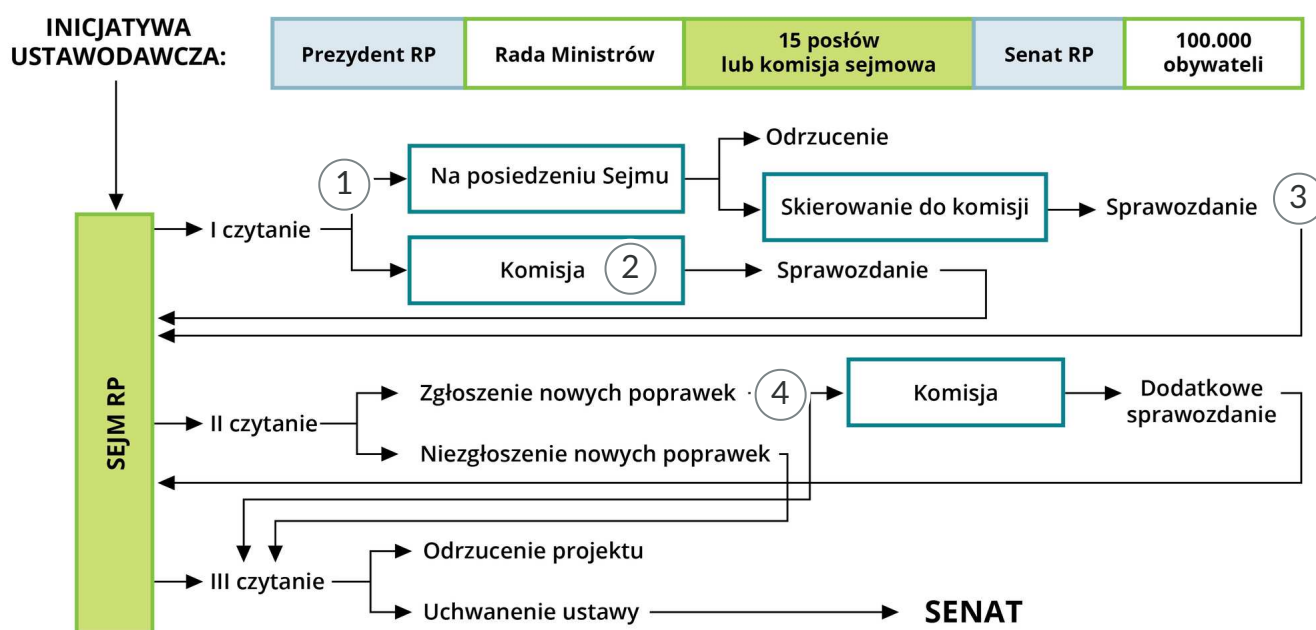 INICJATYWA
USTAWODAWCZA:
Prezydent RP
Rada Ministrów
15 posłów
lub komisja sejmowa
Senat RP
100.000
obywateli
Odrzucenie
1
Na posiedzeniu Sejmu
Skierowanie do komisji
Sprawozdanie
3
I czytanie
Komisja
2
Sprawozdanie
SEJM RP
Zgłoszenie nowych poprawek
4
Komisja
Dodatkowe
sprawozdanie
II czytanie
Niezgłoszenie nowych poprawek
Odrzucenie projektu
III czytanie
Uchwanenie ustawy
SENAT